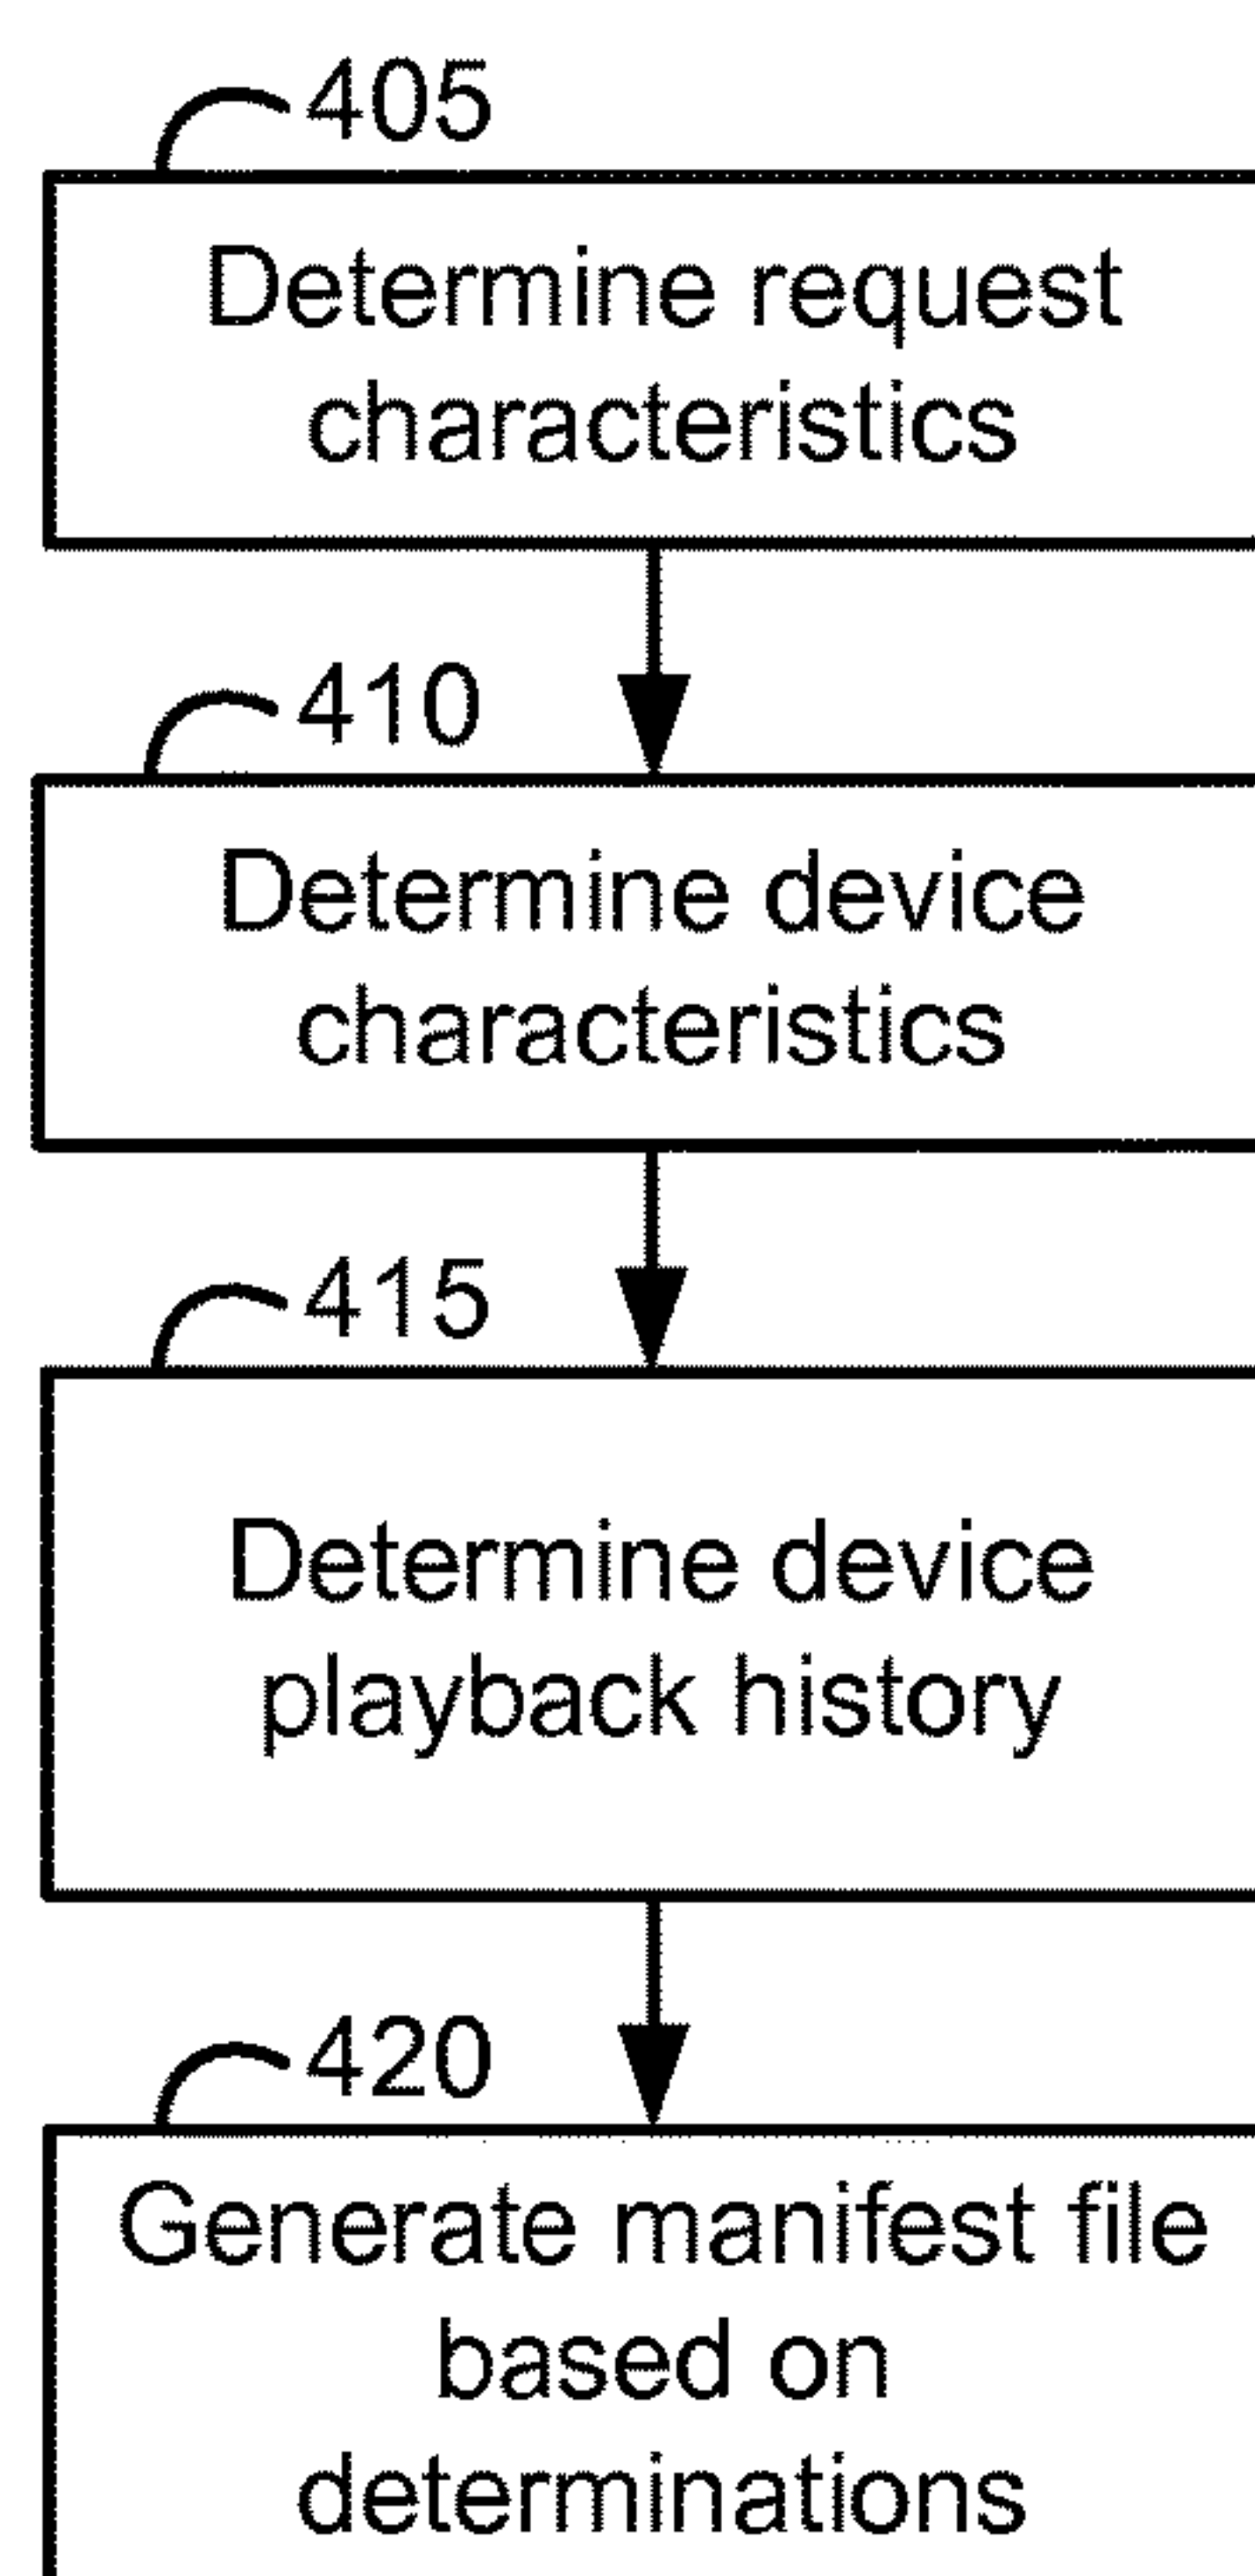 405
Determine request
characteristics
410
Determine device
characteristics
415
Determine device
playback history
420
Generate manifest file
based on
determinations